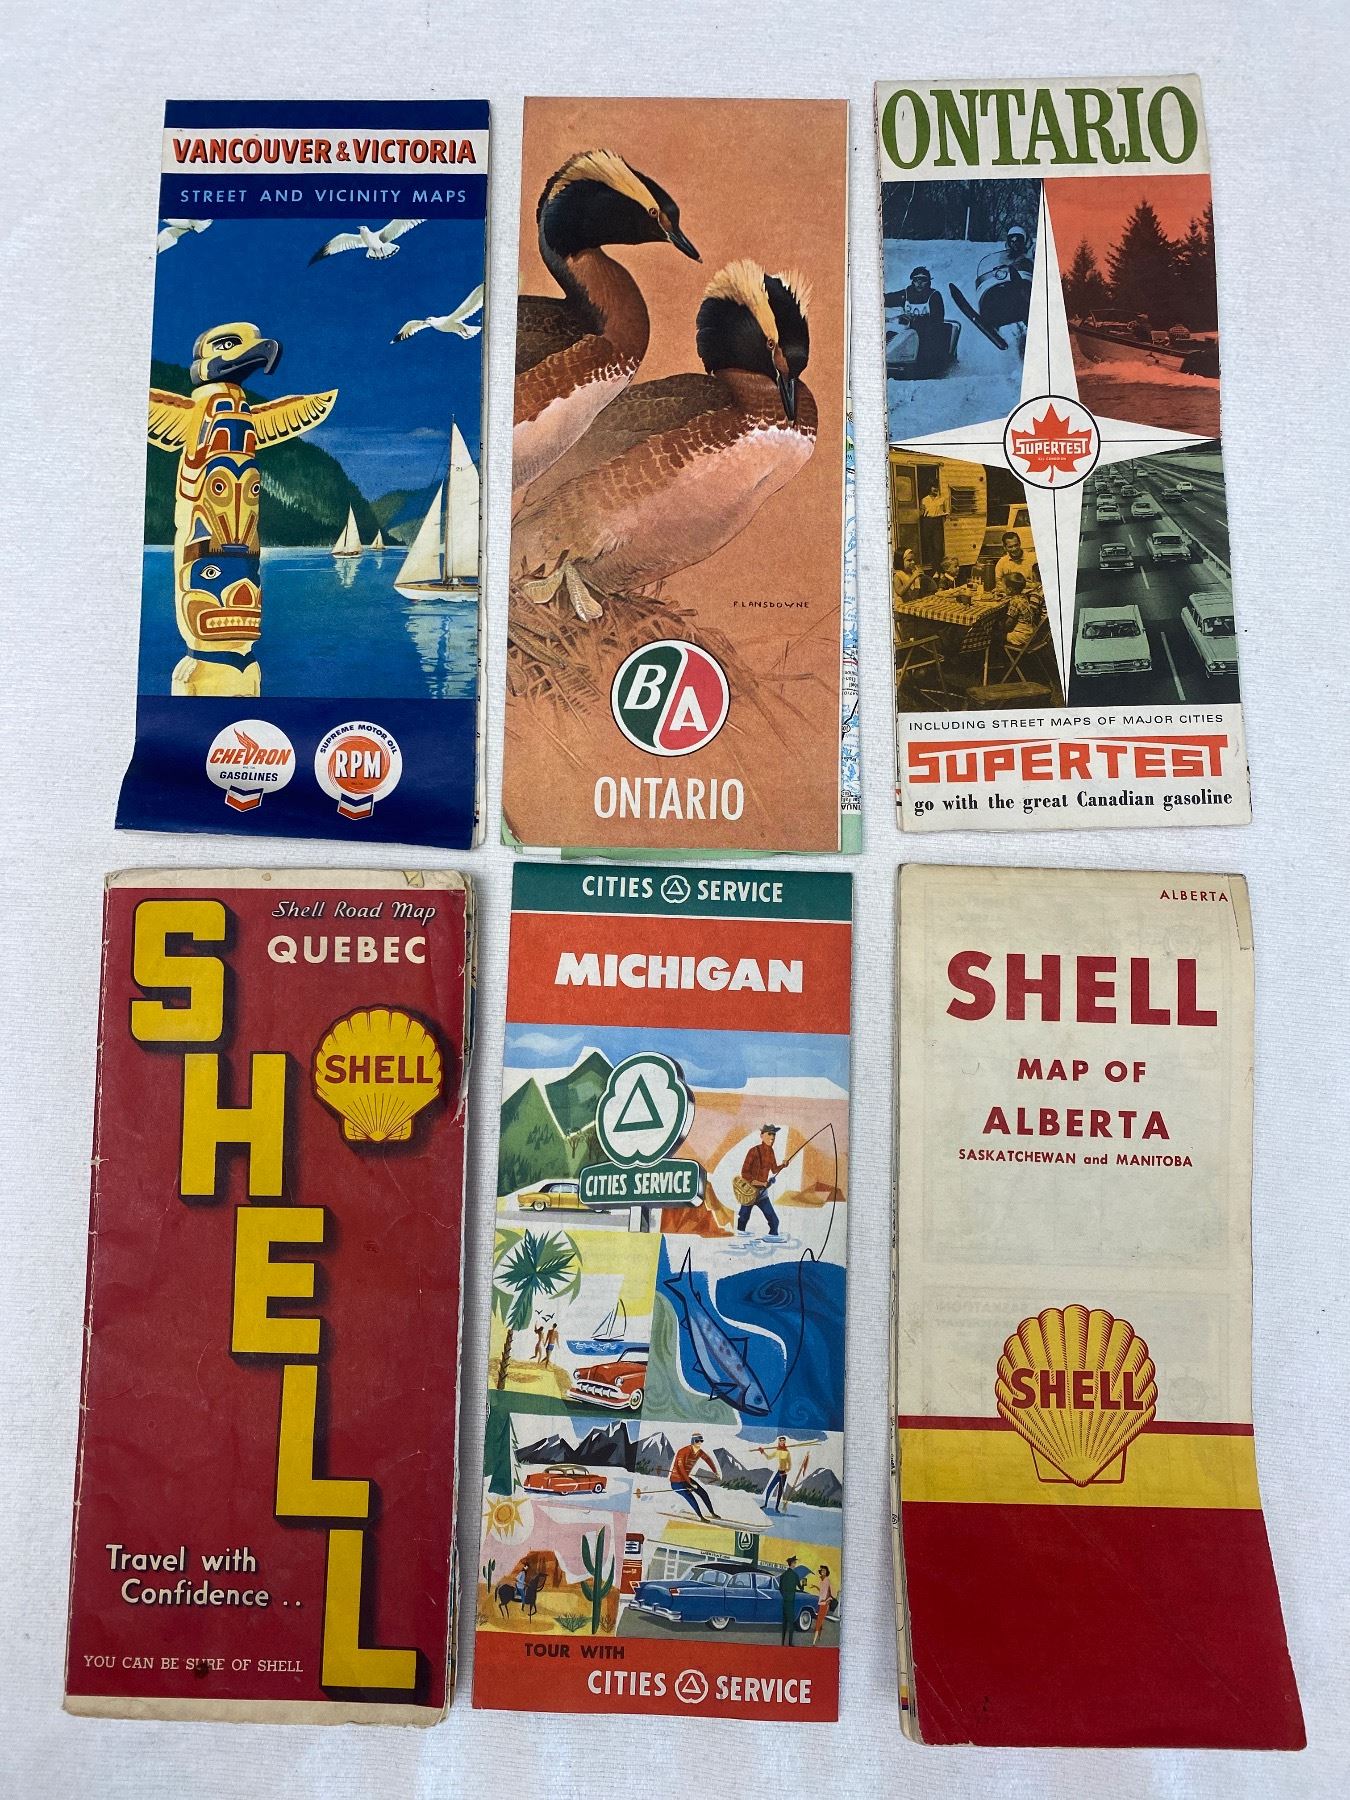 VANCOUVER & VICTORIA
STREET AND VICINITY MAPS
CHEVRON
GASOLINES
SUPREME MOTOR OIL
RPM
F. LANSDOWNE
B/A
ONTARIO
ONTARIO
SUPERTEST
INCLUDING STREET MAPS OF MAJOR CITIES
SUPERTEST
go with the great Canadian gasoline
Shell Road Map
QUEBEC
SHELL
SHELL
Travel with
Confidence ..
YOU CAN BE SURE OF SHELL
CITIES SERVICE
MICHIGAN
CITIES SERVICE
TOUR WITH
CITIES SERVICE
ALBERTA
SHELL
MAP OF
ALBERTA
SASKATCHEWAN and MANITOBA
SHELL